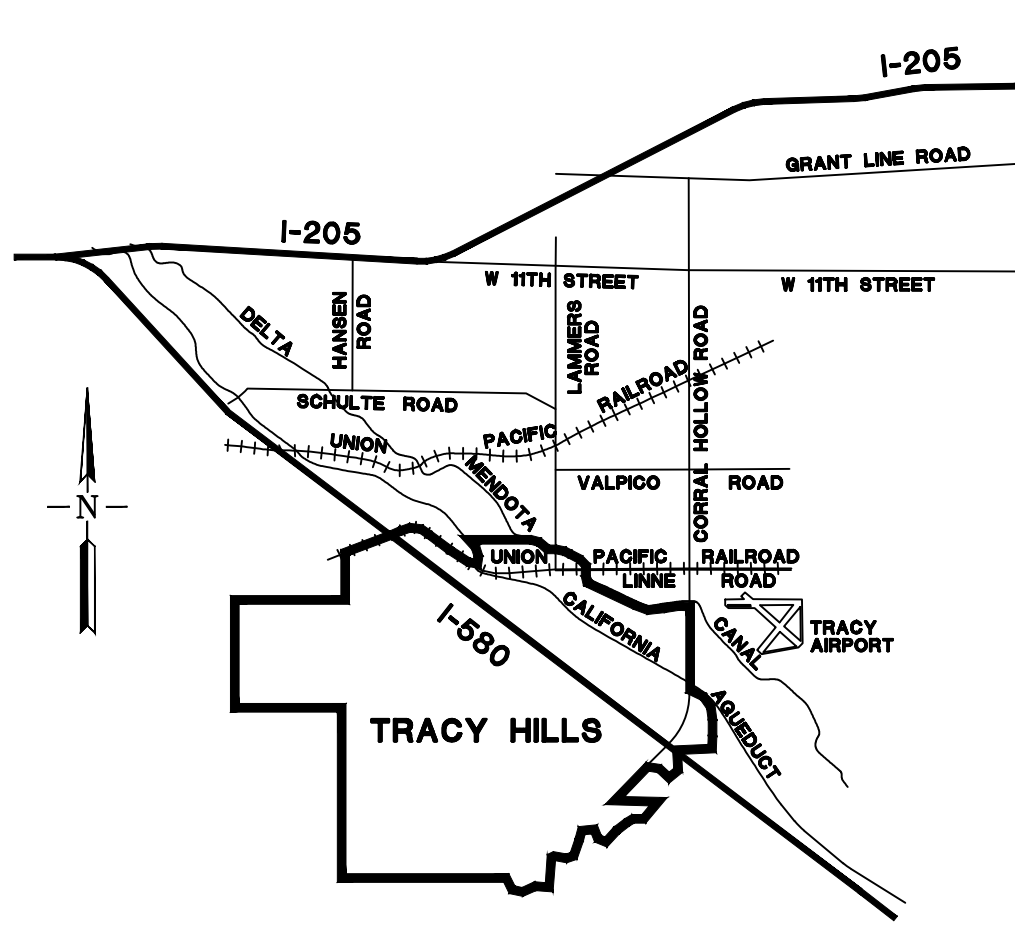 I-205
GRANT LINE ROAD
I-205
W 11TH STREET
W 11TH STREET
HANSEN
ROAD
LAMMERS
ROAD
CORRAL HOLLOW ROAD
DELTA
SCHULTE ROAD
RAILROAD
UNION
PACIFIC
MENDOTA
VALPICO ROAD
N
UNION PACIFIC RAILROAD
LINNE ROAD
CALIFORNIA
CANAL
TRACY
AIRPORT
I-580
AQUEDUCT
TRACY HILLS